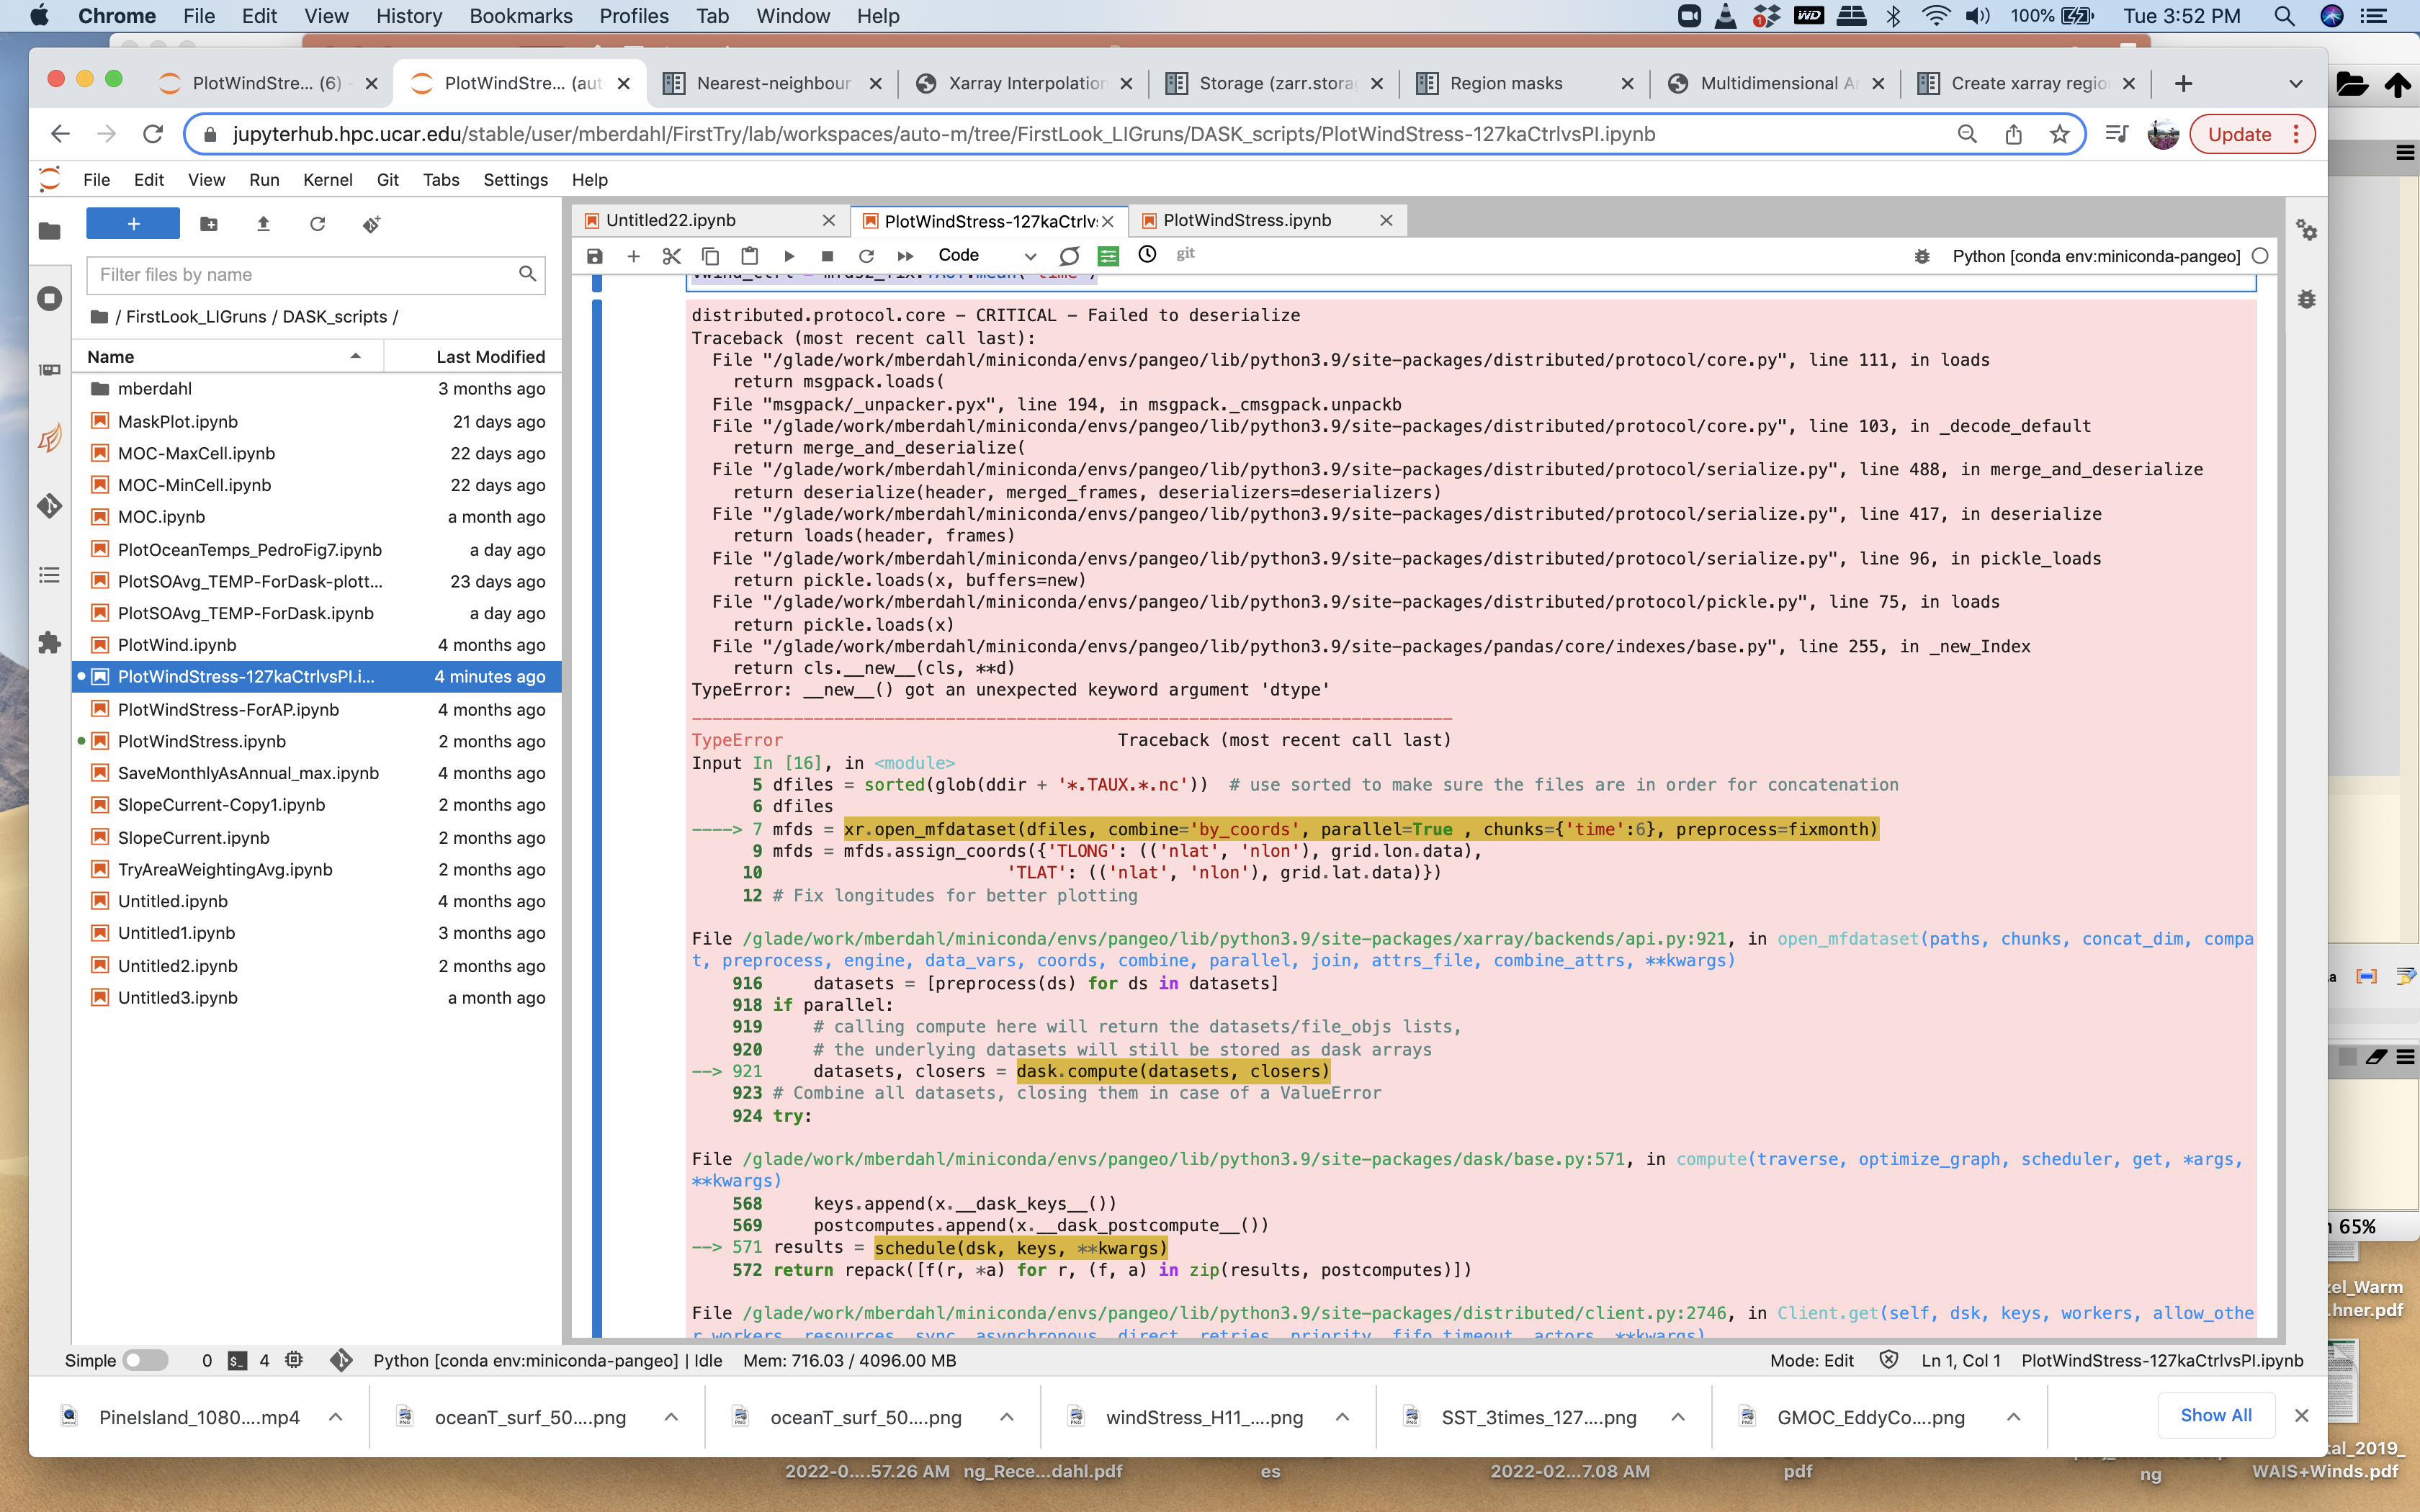 Chrome File Edit View History Bookmarks Profiles Tab Window Help
1 WD 100% Tue 3:52 PM
PlotWindStre... (6) PlotWindStre... (aut Nearest-neighbour Xarray Interpolation Storage (zarr.stora Region masks Multidimensional A Create xarray regio
jupyterhub.hpc.ucar.edu/stable/user/mberdahl/FirstTry/lab/workspaces/auto-m/tree/FirstLook_LIGruns/DASK_scripts/PlotWindStress-127kaCtrlvsPI.ipynb Update
File Edit View Run Kernel Git Tabs Settings Help
Untitled22.ipynb PlotWindStress-127kaCtrlv PlotWindStress.ipynb
Code git Python [conda env:miniconda-pangeo]
Filter files by name
/ FirstLook_LIGruns / DASK_scripts /
Name Last Modified
mberdahl 3 months ago
MaskPlot.ipynb 21 days ago
MOC-MaxCell.ipynb 22 days ago
MOC-MinCell.ipynb 22 days ago
MOC.ipynb a month ago
PlotOceanTemps_PedroFig7.ipynb a day ago
PlotSOAvg_TEMP-ForDask-plott... 23 days ago
PlotSOAvg_TEMP-ForDask.ipynb a day ago
PlotWind.ipynb 4 months ago
PlotWindStress-127kaCtrlvsPI.i... 4 minutes ago
PlotWindStress-ForAP.ipynb 4 months ago
PlotWindStress.ipynb 2 months ago
SaveMonthlyAsAnnual_max.ipynb 4 months ago
SlopeCurrent-Copy1.ipynb 2 months ago
SlopeCurrent.ipynb 2 months ago
TryAreaWeightingAvg.ipynb 2 months ago
Untitled.ipynb 4 months ago
Untitled1.ipynb 3 months ago
Untitled2.ipynb 2 months ago
Untitled3.ipynb a month ago
distributed.protocol.core - CRITICAL - Failed to deserialize
Traceback (most recent call last):
File "/glade/work/mberdahl/miniconda/envs/pangeo/lib/python3.9/site-packages/distributed/protocol/core.py", line 111, in loads
return msgpack.loads(
File "msgpack/_unpacker.pyx", line 194, in msgpack._cmsgpack.unpackb
File "/glade/work/mberdahl/miniconda/envs/pangeo/lib/python3.9/site-packages/distributed/protocol/core.py", line 103, in _decode_default
return merge_and_deserialize(
File "/glade/work/mberdahl/miniconda/envs/pangeo/lib/python3.9/site-packages/distributed/protocol/serialize.py", line 488, in merge_and_deserialize
return deserialize(header, merged_frames, deserializers=deserializers)
File "/glade/work/mberdahl/miniconda/envs/pangeo/lib/python3.9/site-packages/distributed/protocol/serialize.py", line 417, in deserialize
return loads(header, frames)
File "/glade/work/mberdahl/miniconda/envs/pangeo/lib/python3.9/site-packages/distributed/protocol/serialize.py", line 96, in pickle_loads
return pickle.loads(x, buffers=new)
File "/glade/work/mberdahl/miniconda/envs/pangeo/lib/python3.9/site-packages/distributed/protocol/pickle.py", line 75, in loads
return pickle.loads(x)
File "/glade/work/mberdahl/miniconda/envs/pangeo/lib/python3.9/site-packages/pandas/core/indexes/base.py", line 255, in _new_Index
return cls.__new__(cls, **d)
TypeError: __new__() got an unexpected keyword argument 'dtype'
---------------------------------------------------------------------------
TypeError Traceback (most recent call last)
Input In [16], in <module>
5 dfiles = sorted(glob(ddir + '*.TAUX.*.nc')) # use sorted to make sure the files are in order for concatenation
6 dfiles
----> 7 mfds = xr.open_mfdataset(dfiles, combine='by_coords', parallel=True , chunks={'time':6}, preprocess=fixmonth)
9 mfds = mfds.assign_coords({'TLONG': (('nlat', 'nlon'), grid.lon.data),
10 'TLAT': (('nlat', 'nlon'), grid.lat.data)})
12 # Fix longitudes for better plotting
File /glade/work/mberdahl/miniconda/envs/pangeo/lib/python3.9/site-packages/xarray/backends/api.py:921, in open_mfdataset(paths, chunks, concat_dim, compa
t, preprocess, engine, data_vars, coords, combine, parallel, join, attrs_file, combine_attrs, **kwargs)
916 datasets = [preprocess(ds) for ds in datasets]
918 if parallel:
919 # calling compute here will return the datasets/file_objs lists,
920 # the underlying datasets will still be stored as dask arrays
--> 921 datasets, closers = dask.compute(datasets, closers)
923 # Combine all datasets, closing them in case of a ValueError
924 try:
File /glade/work/mberdahl/miniconda/envs/pangeo/lib/python3.9/site-packages/dask/base.py:571, in compute(traverse, optimize_graph, scheduler, get, *args,
**kwargs)
568 keys.append(x.__dask_keys__())
569 postcomputes.append(x.__dask_postcompute__())
--> 571 results = schedule(dsk, keys, **kwargs)
572 return repack([f(r, *a) for r, (f, a) in zip(results, postcomputes)])
File /glade/work/mberdahl/miniconda/envs/pangeo/lib/python3.9/site-packages/distributed/client.py:2746, in Client.get(self, dsk, keys, workers, allow_othe
r_workers, resources, sync, asynchronous, direct, retries, priority, fifo_timeout, actors, **kwargs)
Simple 0 4 Python [conda env:miniconda-pangeo] | Idle Mem: 716.03 / 4096.00 MB Mode: Edit Ln 1, Col 1 PlotWindStress-127kaCtrlvsPI.ipynb
65%
PineIsland_1080....mp4 oceanT_surf_50....png oceanT_surf_50....png windStress_H11_....png SST_3times_127....png GMOC_EddyCo....png Show All
zel_Warm
.hner.pdf
2022-0....57.26 AM ng_Rece...dahl.pdf es 2022-02...7.08 AM pdf ng
tal_2019_
WAIS+Winds.pdf